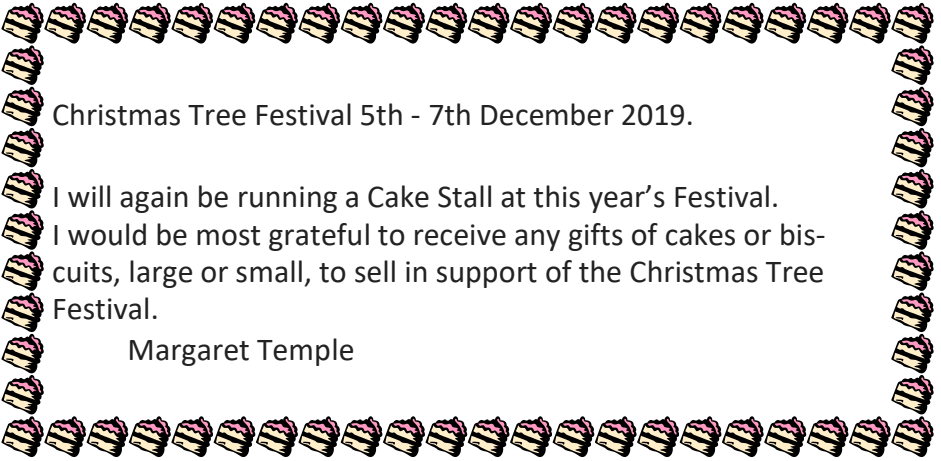 Christmas Tree Festival 5th - 7th December 2019.
I will again be running a Cake Stall at this year’s Festival.
I would be most grateful to receive any gifts of cakes or bis-
cuits, large or small, to sell in support of the Christmas Tree
Festival.
Margaret Temple